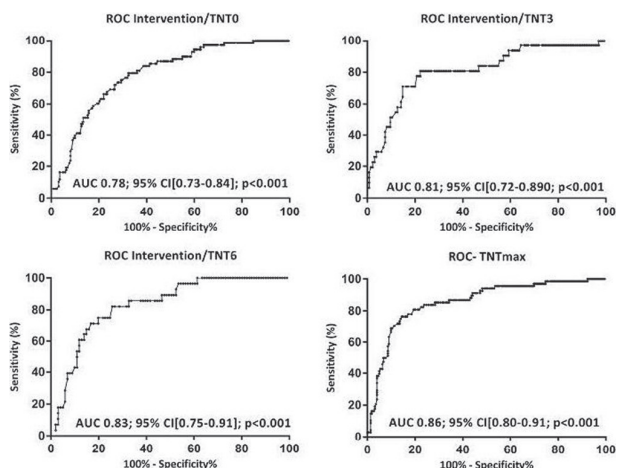 ROC Intervention/TNT0
Sensitivity (%)
100
80
60
40
20
0
AUC 0.78; 95% CI[0.73-0.84]; p<0.001
0 20 40 60 80 100
100% - Specificity%
ROC Intervention/TNT3
Sensitivity (%)
100
80
60
40
20
0
AUC 0.81; 95% CI[0.72-0.890; p<0.001
0 20 40 60 80 100
100% - Specificity%
ROC Intervention/TNT6
Sensitivity (%)
100
80
60
40
20
0
AUC 0.83; 95% CI[0.75-0.91]; p<0.001
0 20 40 60 80 100
100% - Specificity%
ROC- TNTmax
Sensitivity (%)
100
80
60
40
20
0
AUC 0.86; 95% CI[0.80-0.91; p<0.001
0 20 40 60 80 100
100% - Specificity%